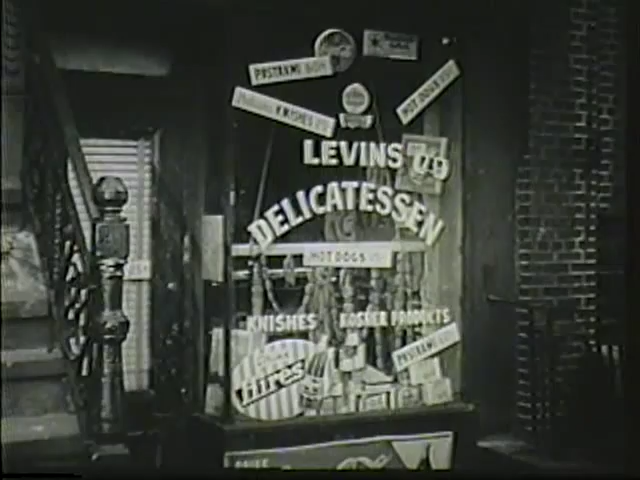 PASTRAMI
KNISHES
HOT DOGS
LEVINS
DELICATESSEN
HOT DOGS
KNISHES KOSHER PRODUCTS
PASTRAMI
HIRES